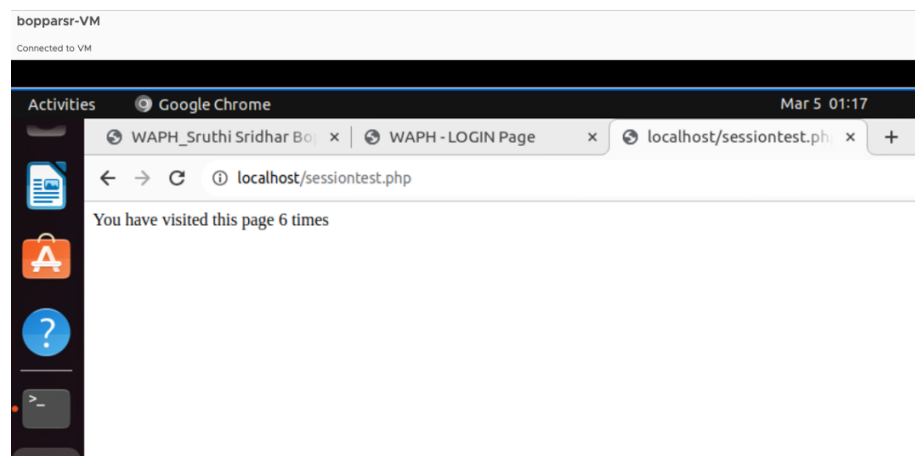 bopparsr-VM
Connected to VM
Activities Google Chrome Mar 5 01:17
WAPH_Sruthi Sridhar Bo × WAPH - LOGIN Page × localhost/sessiontest.ph × +
localhost/sessiontest.php
You have visited this page 6 times